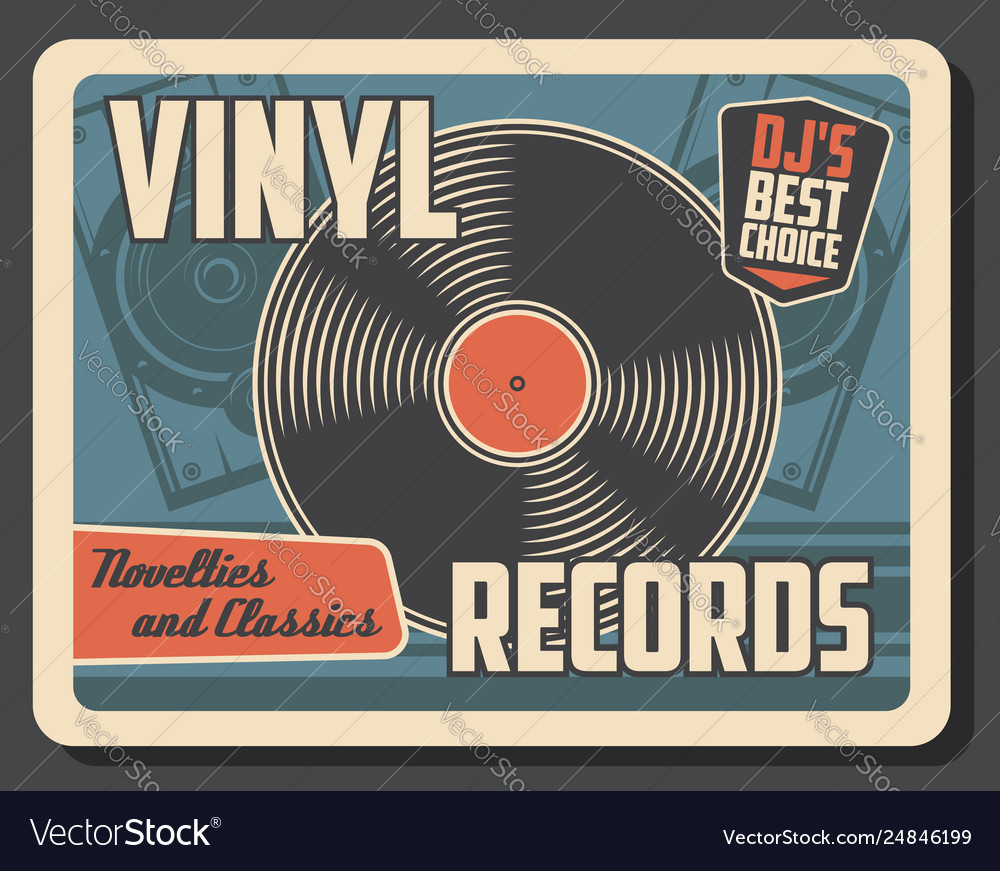 VINYL
DJ'S
BEST
CHOICE
Novelties
and Classics
RECORDS
VectorStock®
VectorStock.com/24846199